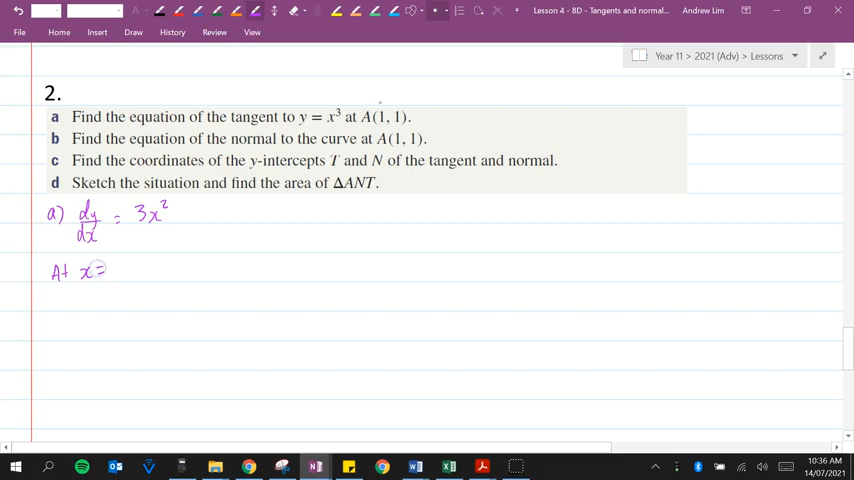 Lesson 4 - 8D - Tangents and normal... Andrew Lim
File Home Insert Draw History Review View
Year 11 > 2021 (Adv) > Lessons
2.
a Find the equation of the tangent to y = x³ at A(1, 1).
b Find the equation of the normal to the curve at A(1, 1).
c Find the coordinates of the y-intercepts T and N of the tangent and normal.
d Sketch the situation and find the area of ΔANT.
a) dy/dx = 3x²
At x =
10:36 AM
14/07/2021